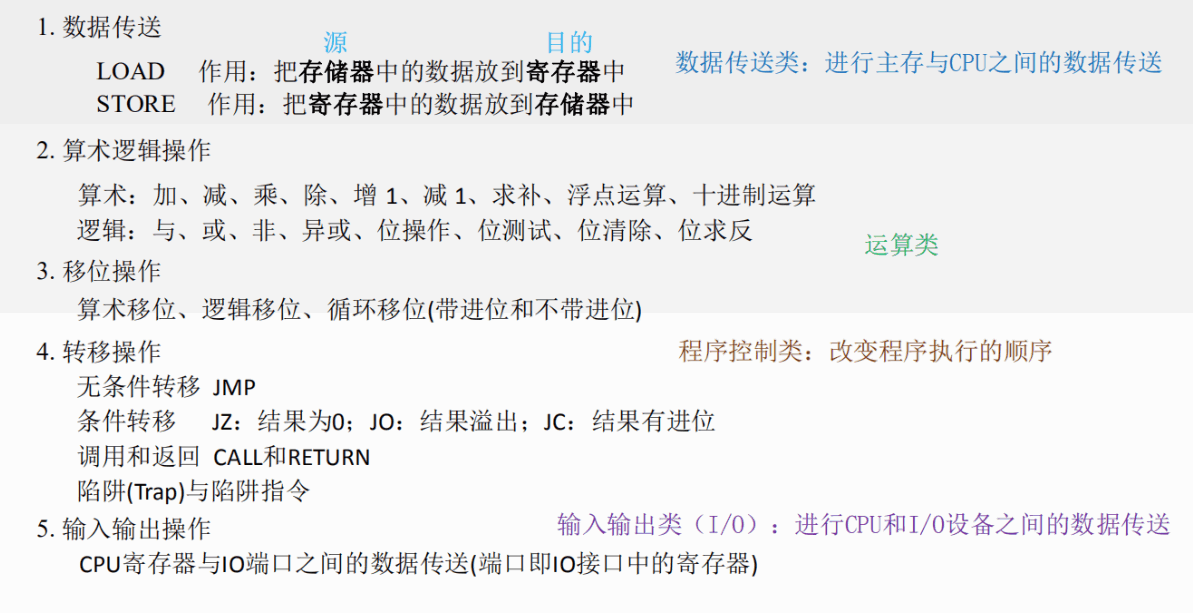 1. 数据传送
源 目的
LOAD 作用：把存储器中的数据放到寄存器中
数据传送类：进行主存与CPU之间的数据传送
STORE 作用：把寄存器中的数据放到存储器中
2. 算术逻辑操作
算术：加、减、乘、除、增 1、减 1、求补、浮点运算、十进制运算
逻辑：与、或、非、异或、位操作、位测试、位清除、位求反
运算类
3. 移位操作
算术移位、逻辑移位、循环移位(带进位和不带进位)
4. 转移操作
程序控制类：改变程序执行的顺序
无条件转移 JMP
条件转移 JZ：结果为0；JO：结果溢出；JC：结果有进位
调用和返回 CALL和RETURN
陷阱(Trap)与陷阱指令
5. 输入输出操作
输入输出类（I/O）：进行CPU和I/O设备之间的数据传送
CPU寄存器与IO端口之间的数据传送(端口即IO接口中的寄存器)